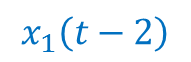 x₁(t − 2)